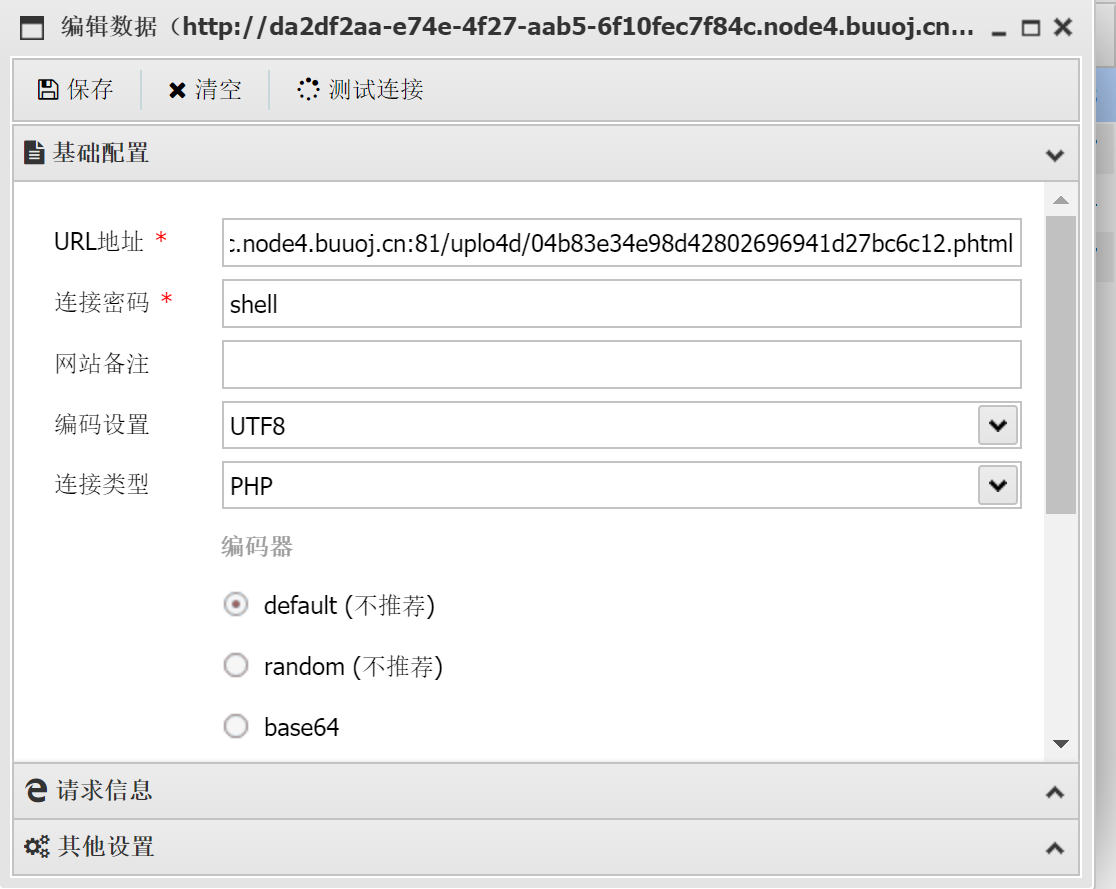 编辑数据（http://da2df2aa-e74e-4f27-aab5-6f10fec7f84c.node4.buuoj.cn...
保存 清空 测试连接
基础配置
URL地址 * c.node4.buuoj.cn:81/uplo4d/04b83e34e98d42802696941d27bc6c12.phtml
连接密码 * shell
网站备注
编码设置 UTF8
连接类型 PHP
编码器
default (不推荐)
random (不推荐)
base64
请求信息
其他设置